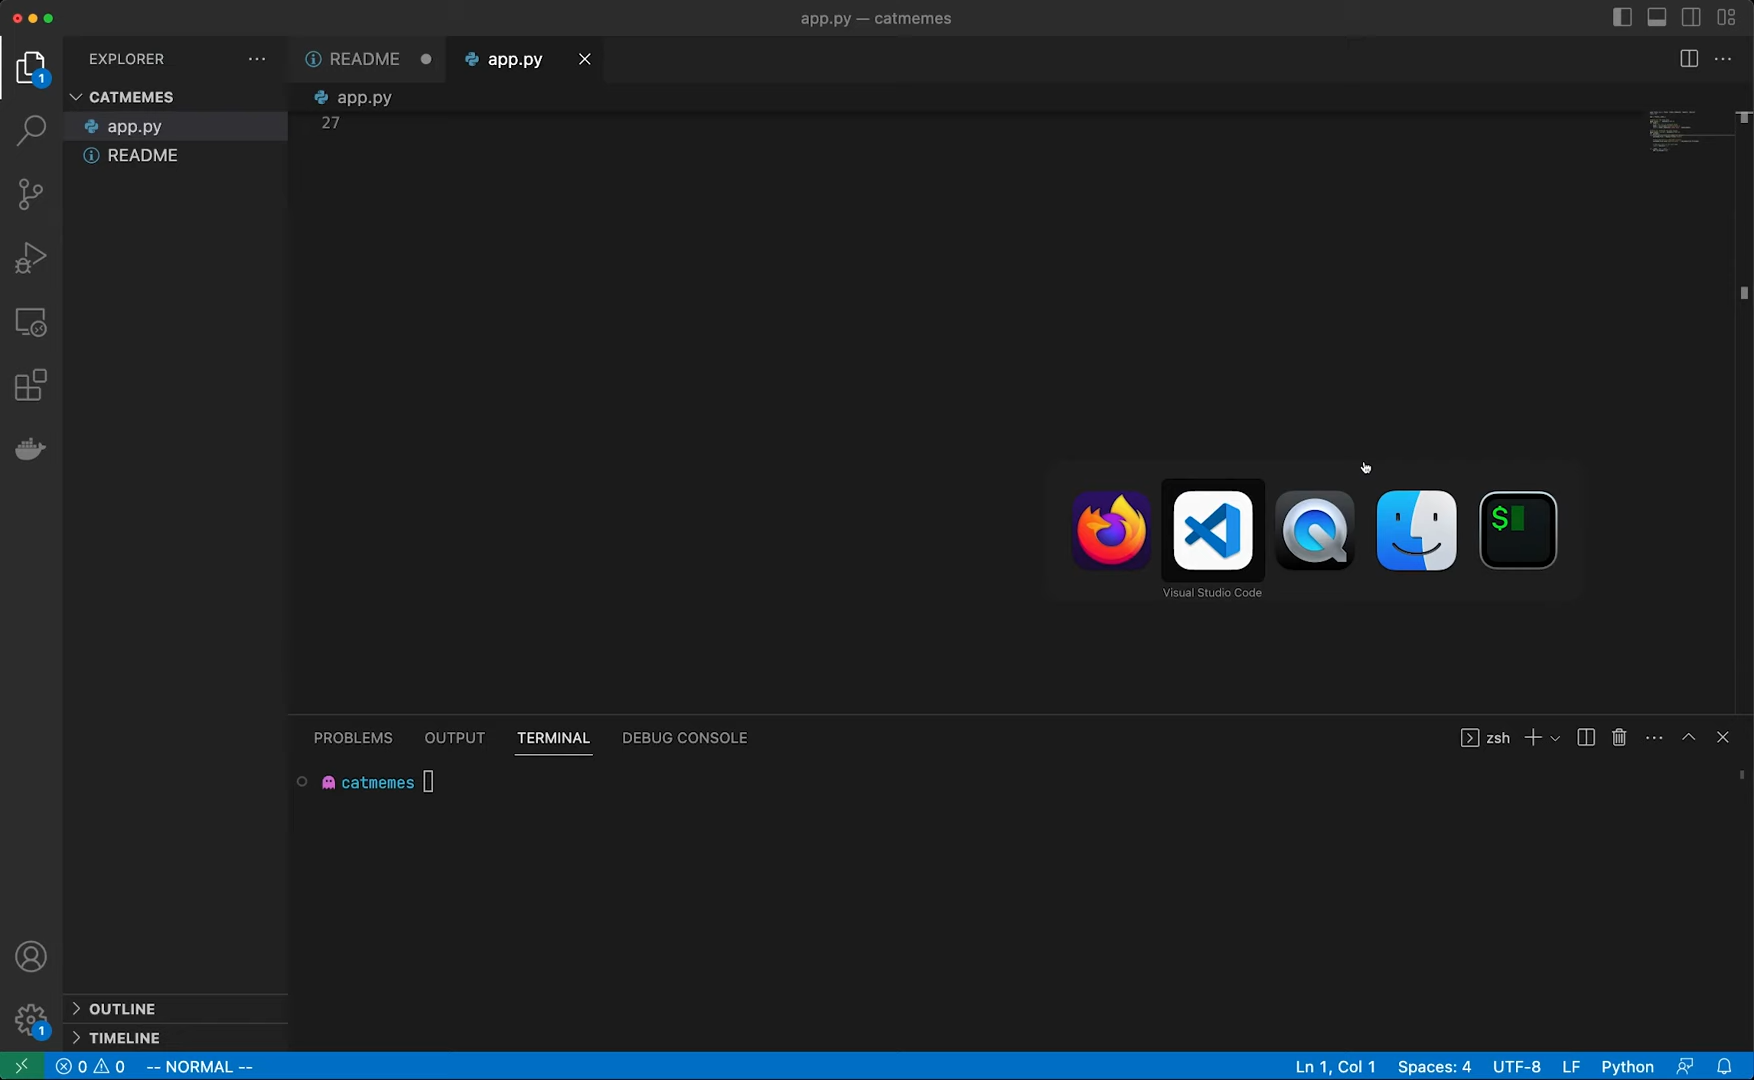 app.py — catmemes
EXPLORER
README
app.py
1
CATMEMES
app.py
app.py
27
README
$
Visual Studio Code
PROBLEMS
OUTPUT
TERMINAL
DEBUG CONSOLE
zsh
catmemes
OUTLINE
1
TIMELINE
0
0
-- NORMAL --
Ln 1, Col 1
Spaces: 4
UTF-8
LF
Python